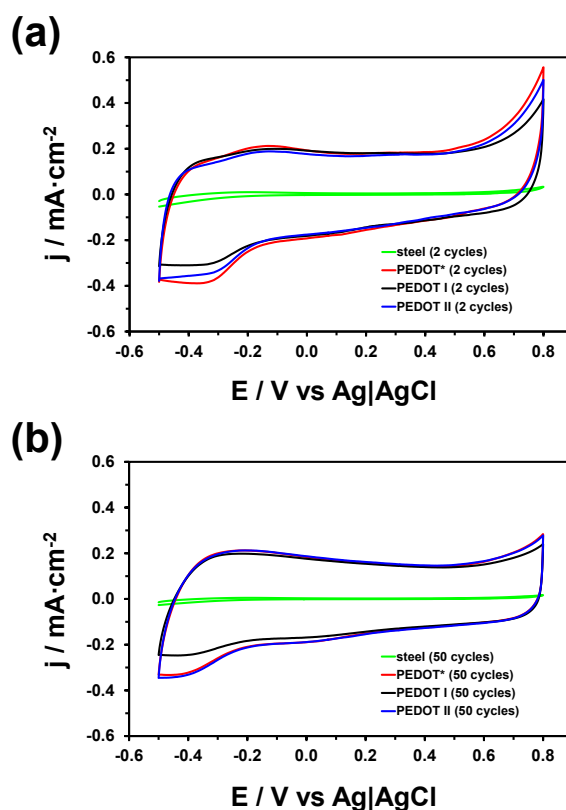 (a)
0.6
0.4
0.2
0.0
-0.2
-0.4
-0.6
j / mA·cm-2
steel (2 cycles)
PEDOT* (2 cycles)
PEDOT I (2 cycles)
PEDOT II (2 cycles)
-0.6 -0.4 -0.2 0.0 0.2 0.4 0.6 0.8
E / V vs Ag|AgCl
(b)
0.6
0.4
0.2
0.0
-0.2
-0.4
-0.6
j / mA·cm-2
steel (50 cycles)
PEDOT* (50 cycles)
PEDOT I (50 cycles)
PEDOT II (50 cycles)
-0.6 -0.4 -0.2 0.0 0.2 0.4 0.6 0.8
E / V vs Ag|AgCl